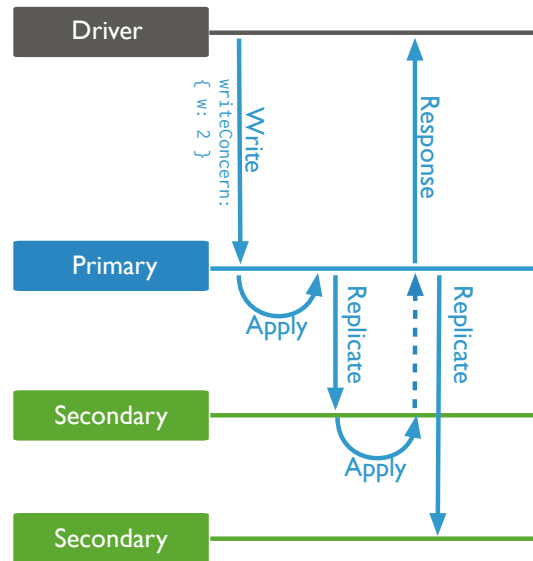 Driver
Write
writeConcern:
{ w: 2 }
Response
Primary
Apply
Replicate
Replicate
Secondary
Apply
Secondary